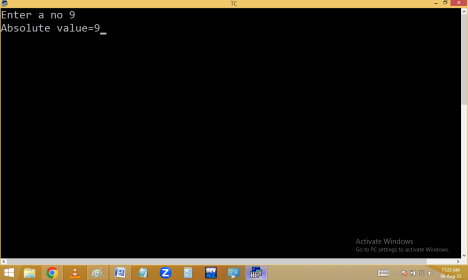 TC
Enter a no 9
Absolute value=9_
Activate Windows
Go to PC settings to activate Windows.